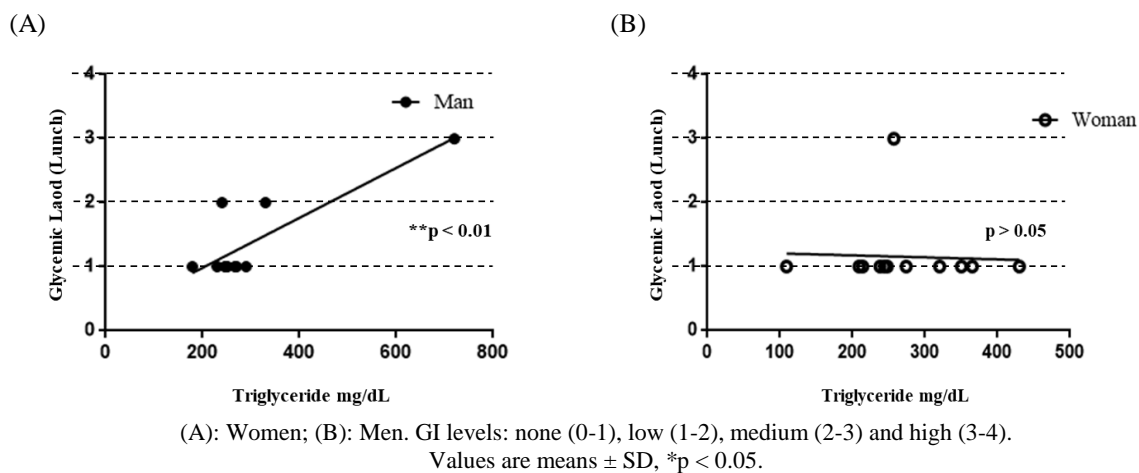 (A)
(B)
4
3
2
1
0
Glycemic Laod (Lunch)
Man
**p < 0.01
0
200
400
600
800
Triglyceride mg/dL
4
3
2
1
0
Glycemic Laod (Lunch)
Woman
p > 0.05
0
100
200
300
400
500
Triglyceride mg/dL
(A): Women; (B): Men. GI levels: none (0-1), low (1-2), medium (2-3) and high (3-4).
Values are means ± SD, *p < 0.05.